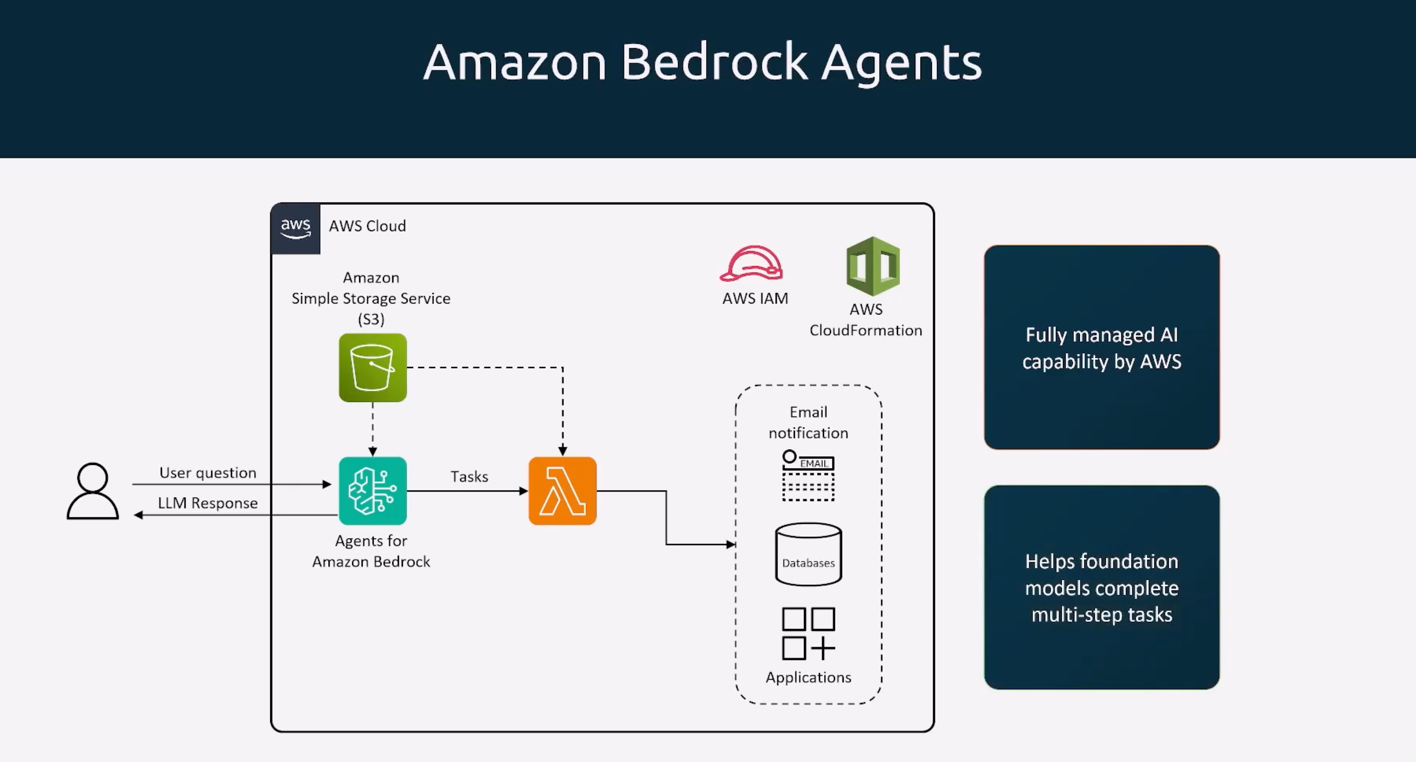 Amazon Bedrock Agents
aws
AWS Cloud
Amazon
Simple Storage Service
(S3)
AWS IAM
AWS
CloudFormation
User question
LLM Response
Agents for
Amazon Bedrock
Tasks
Email
notification
EMAIL
Databases
Applications
Fully managed AI
capability by AWS
Helps foundation
models complete
multi-step tasks